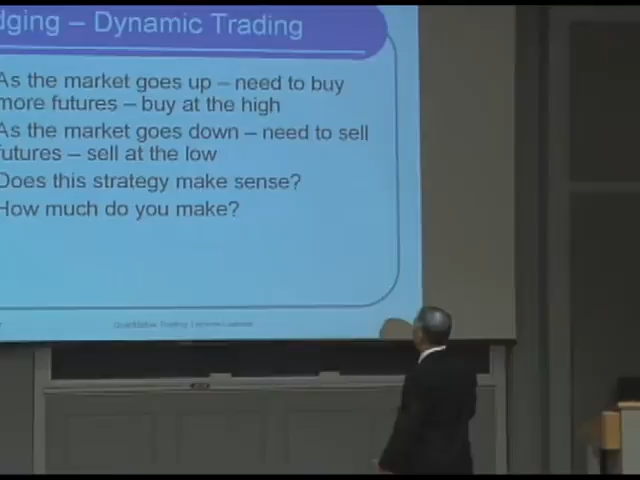 dging – Dynamic Trading
As the market goes up – need to buy
more futures – buy at the high
As the market goes down – need to sell
futures – sell at the low
Does this strategy make sense?
How much do you make?
Quantitative Trading